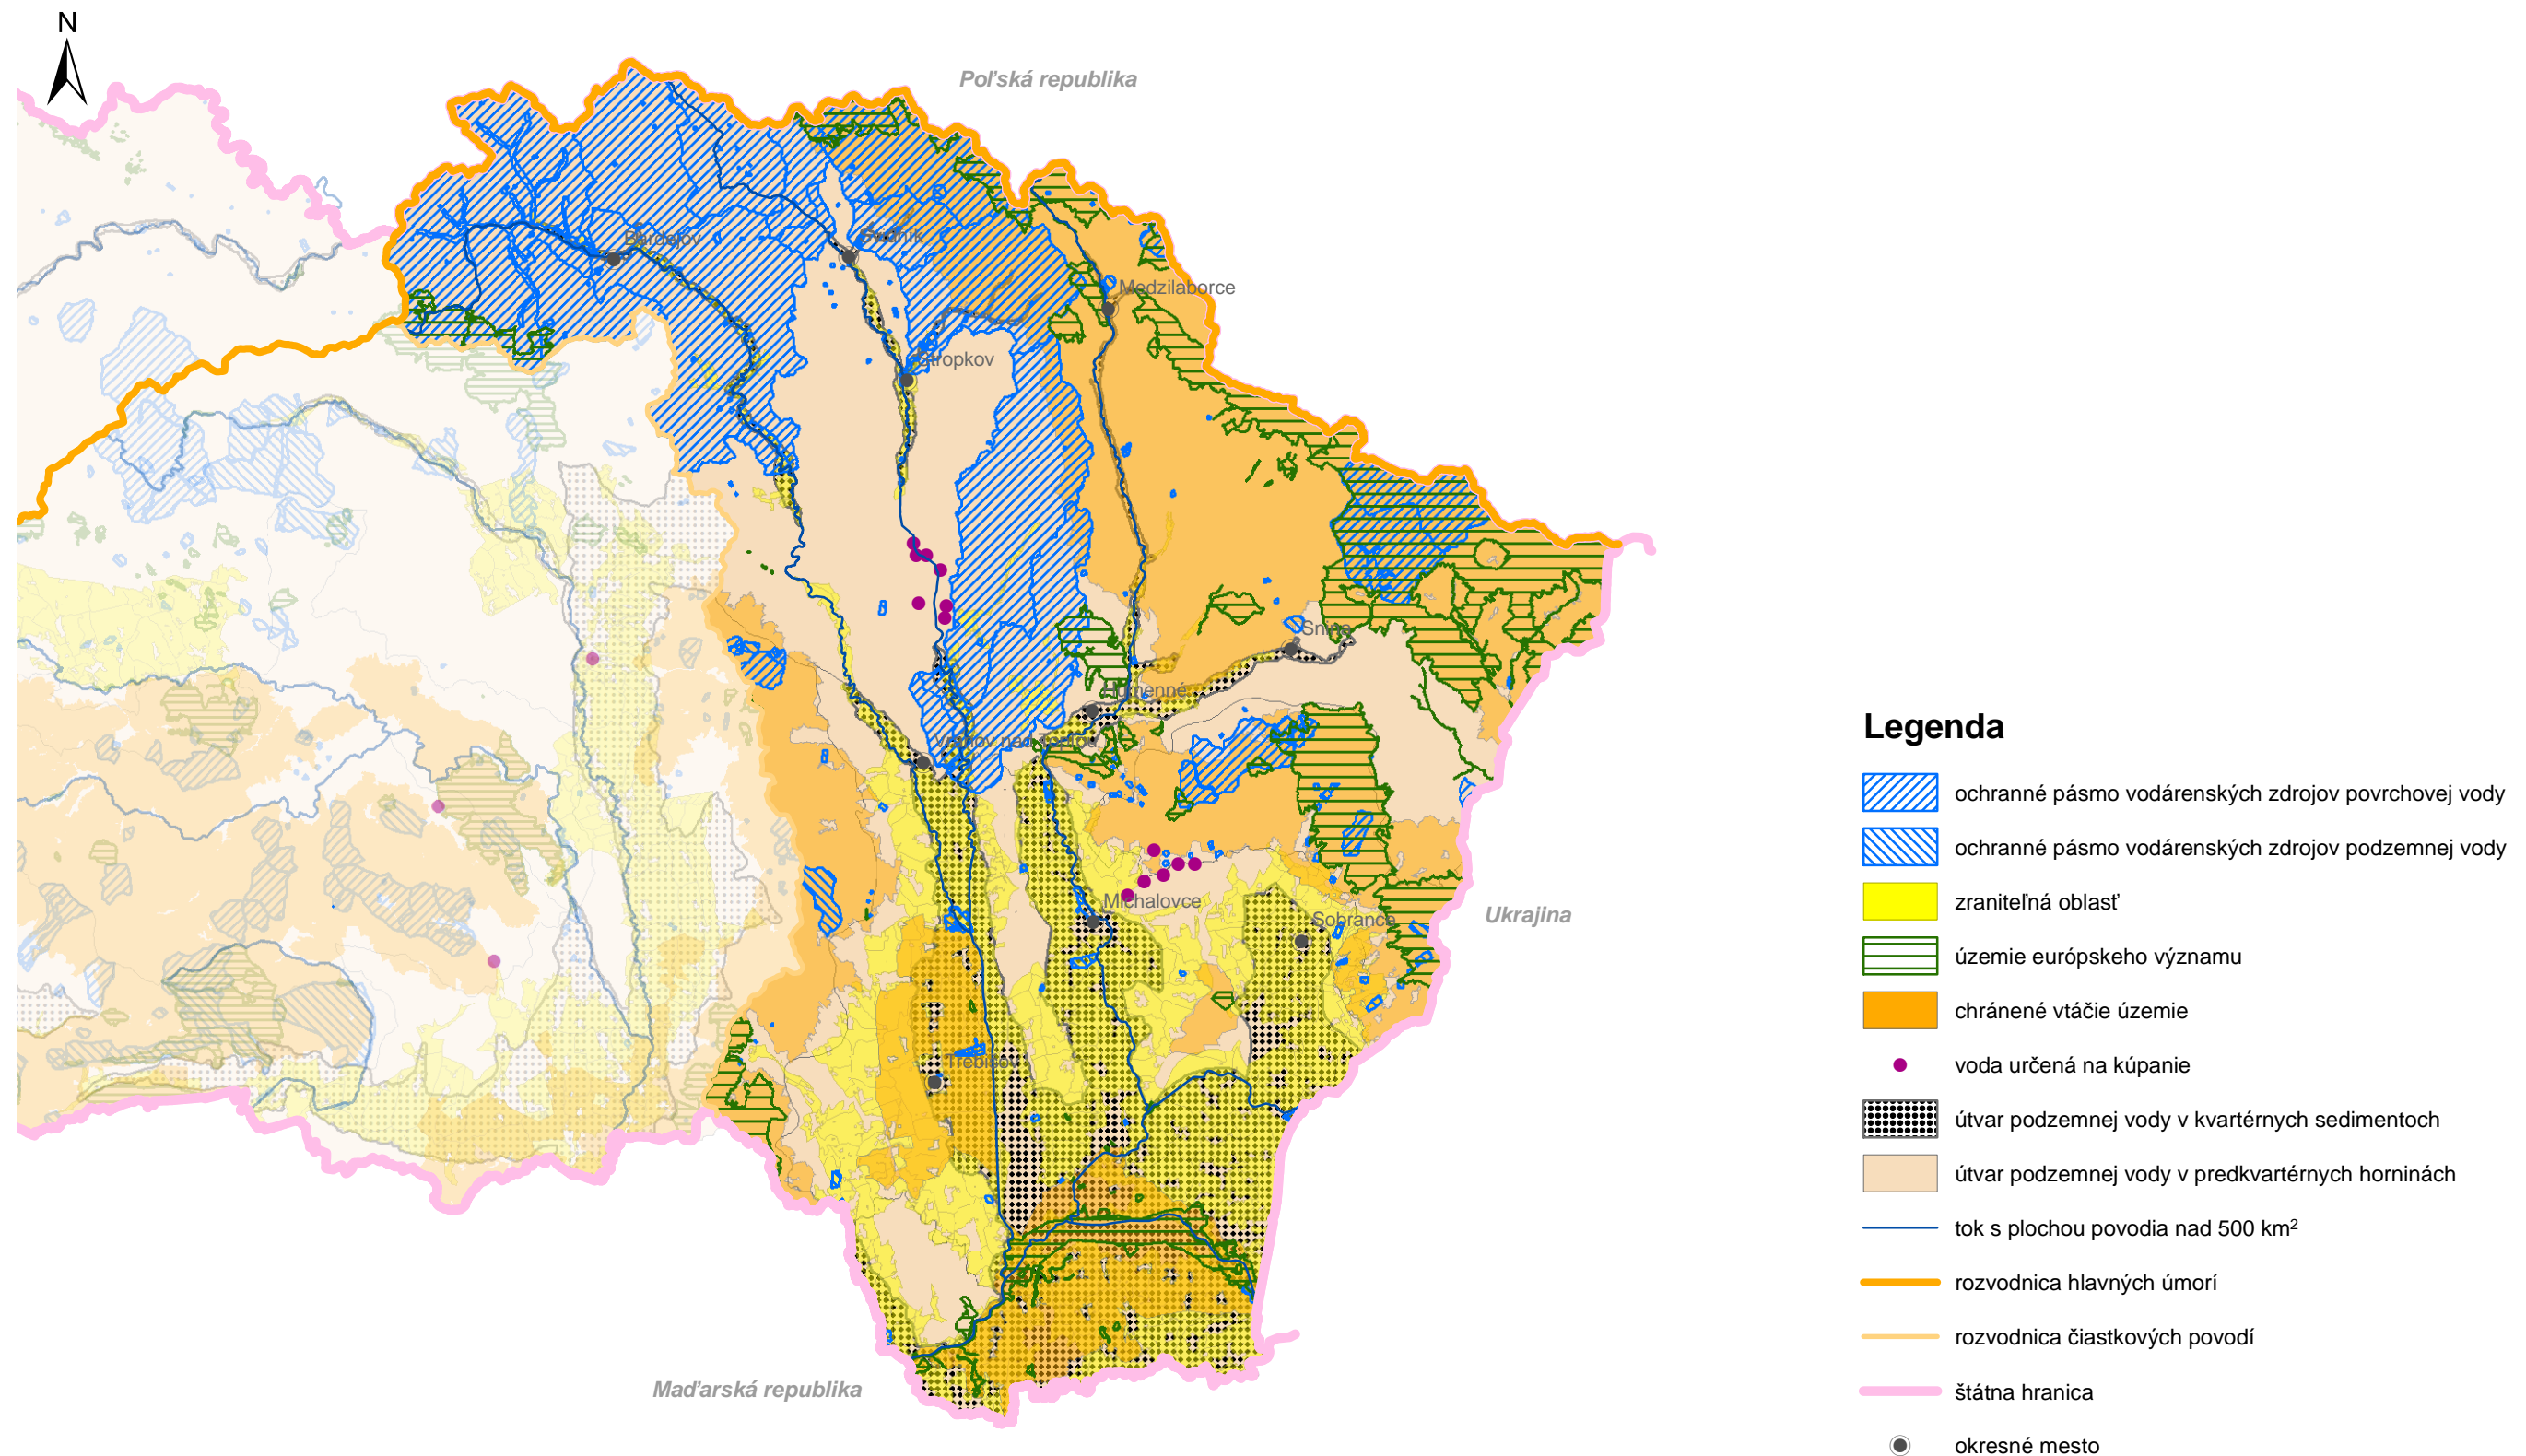 N
Poľská republika
Bardejov
Svidník
Medzilaborce
Stropkov
Snina
Humenné
Vranov nad Topľou
Michalovce
Sobrance
Ukrajina
Trebišov
Maďarská republika
Legenda
ochranné pásmo vodárenských zdrojov povrchovej vody
ochranné pásmo vodárenských zdrojov podzemnej vody
zraniteľná oblasť
územie európskeho významu
chránené vtáčie územie
voda určená na kúpanie
útvar podzemnej vody v kvartérnych sedimentoch
útvar podzemnej vody v predkvartérnych horninách
tok s plochou povodia nad 500 km²
rozvodnica hlavných úmorí
rozvodnica čiastkových povodí
štátna hranica
okresné mesto